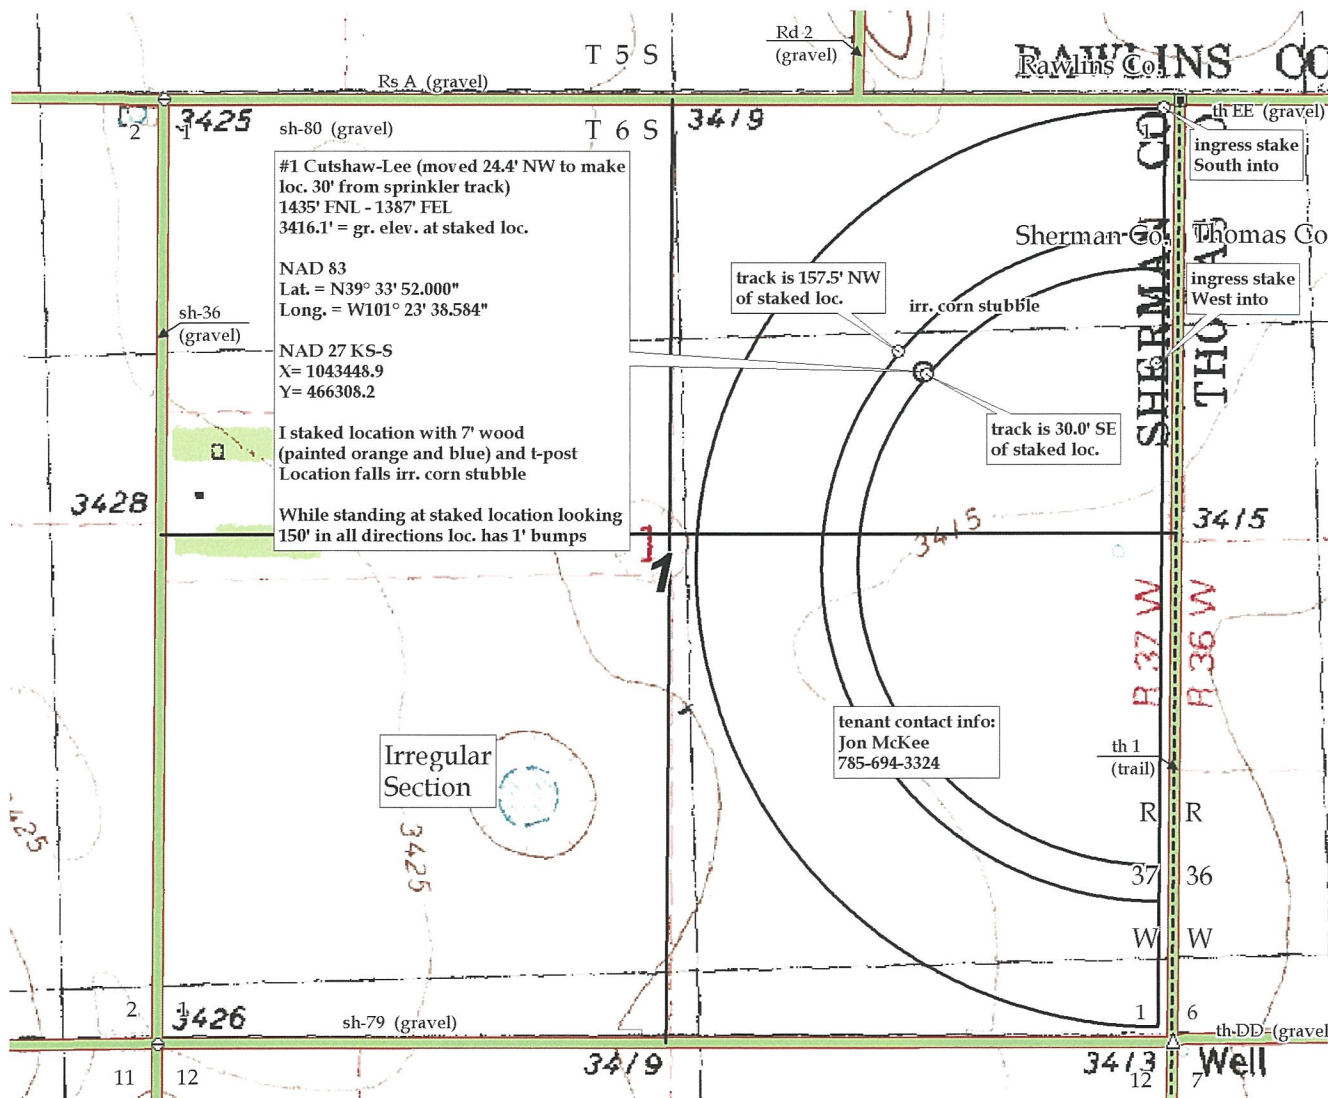 RAWLINS CO
Rawlins Co.
Rd 2
(gravel)
T 5 S
Rs A (gravel)
th EE (gravel)
3425
2
1
sh-80 (gravel)
T 6 S
3419
1
ingress stake
South into
#1 Cutshaw-Lee (moved 24.4' NW to make
loc. 30' from sprinkler track)
1435' FNL - 1387' FEL
3416.1' = gr. elev. at staked loc.
NAD 83
Lat. = N39° 33' 52.000"
Long. = W101° 23' 38.584"
NAD 27 KS-S
X= 1043448.9
Y= 466308.2
I staked location with 7' wood
(painted orange and blue) and t-post
Location falls irr. corn stubble
While standing at staked location looking
150' in all directions loc. has 1' bumps
Sherman Co.
Thomas Co
SHERMAN CO
THOMAS
track is 157.5' NW
of staked loc.
ingress stake
West into
irr. corn stubble
sh-36
(gravel)
track is 30.0' SE
of staked loc.
3428
3415
3415
1
1
R 37 W
R 36 W
tenant contact info:
Jon McKee
785-694-3324
Irregular
Section
th 1
(trail)
R
R
3425
3425
37
36
W
W
2
1
3426
sh-79 (gravel)
1
6
th DD (gravel
3419
3413
Well
11
12
12
7